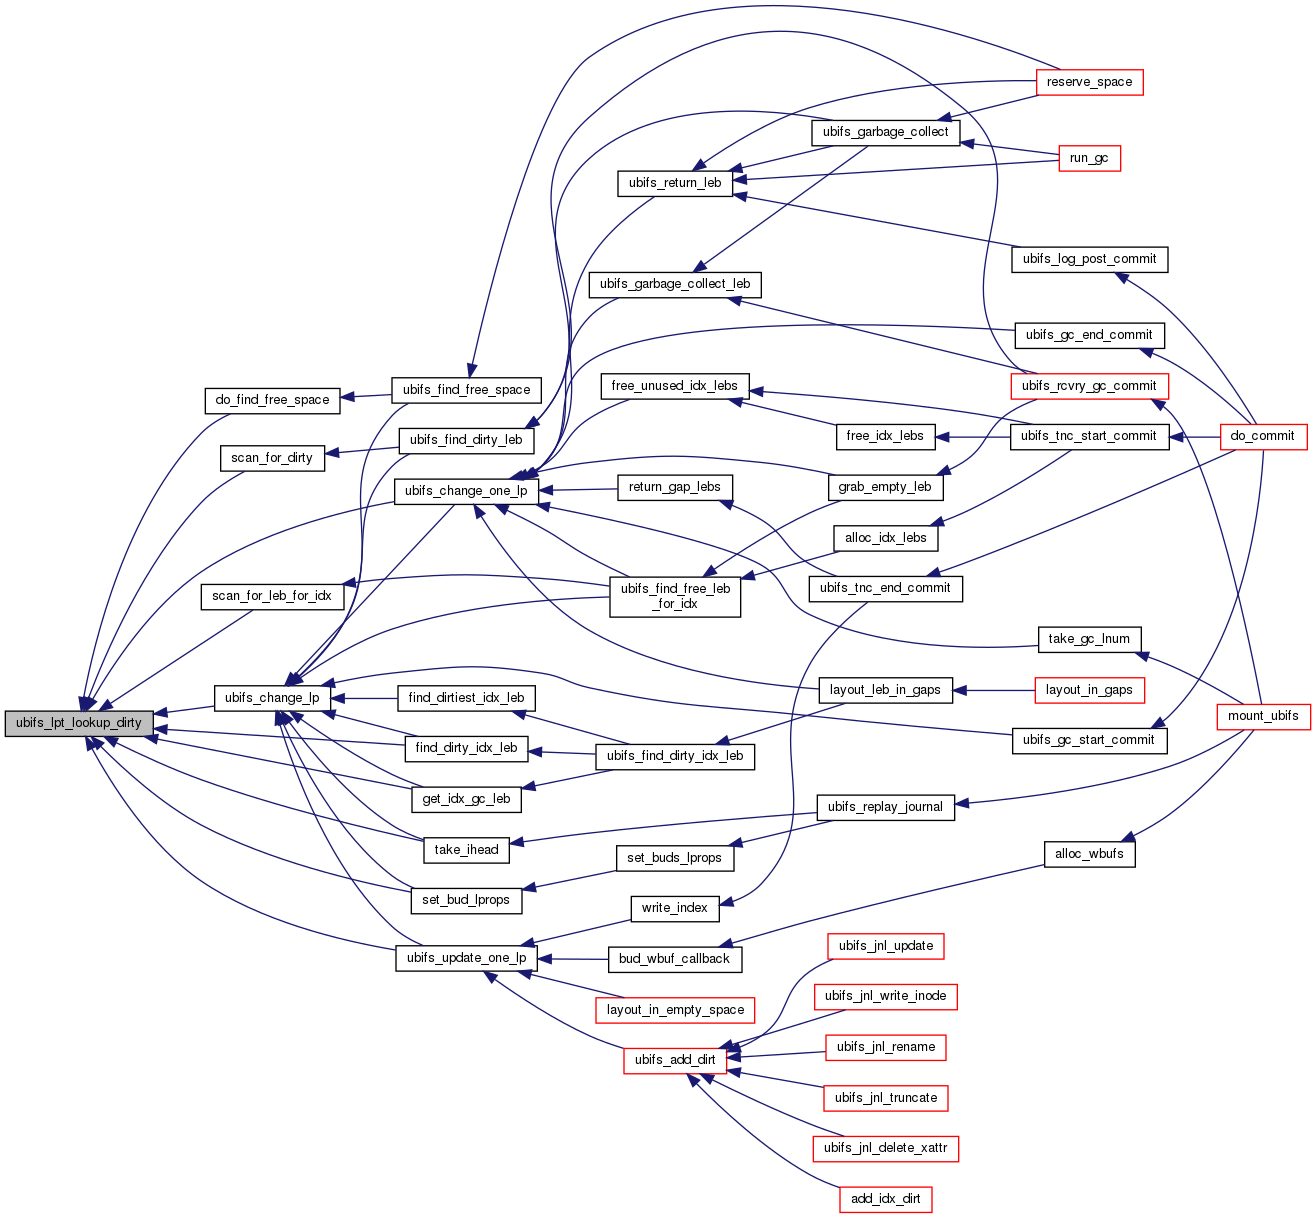 reserve_space
ubifs_garbage_collect
run_gc
ubifs_return_leb
ubifs_log_post_commit
ubifs_garbage_collect_leb
ubifs_gc_end_commit
ubifs_find_free_space
free_unused_idx_lebs
ubifs_rcvry_gc_commit
do_find_free_space
ubifs_find_dirty_leb
free_idx_lebs
ubifs_tnc_start_commit
do_commit
scan_for_dirty
ubifs_change_one_lp
return_gap_lebs
grab_empty_leb
alloc_idx_lebs
scan_for_leb_for_idx
ubifs_find_free_leb
_for_idx
ubifs_tnc_end_commit
take_gc_lnum
ubifs_change_lp
find_dirtiest_idx_leb
layout_leb_in_gaps
layout_in_gaps
ubifs_lpt_lookup_dirty
mount_ubifs
find_dirty_idx_leb
ubifs_find_dirty_idx_leb
ubifs_gc_start_commit
get_idx_gc_leb
ubifs_replay_journal
take_ihead
set_buds_lprops
alloc_wbufs
set_bud_lprops
write_index
ubifs_update_one_lp
bud_wbuf_callback
ubifs_jnl_update
layout_in_empty_space
ubifs_jnl_write_inode
ubifs_add_dirt
ubifs_jnl_rename
ubifs_jnl_truncate
ubifs_jnl_delete_xattr
add_idx_dirt